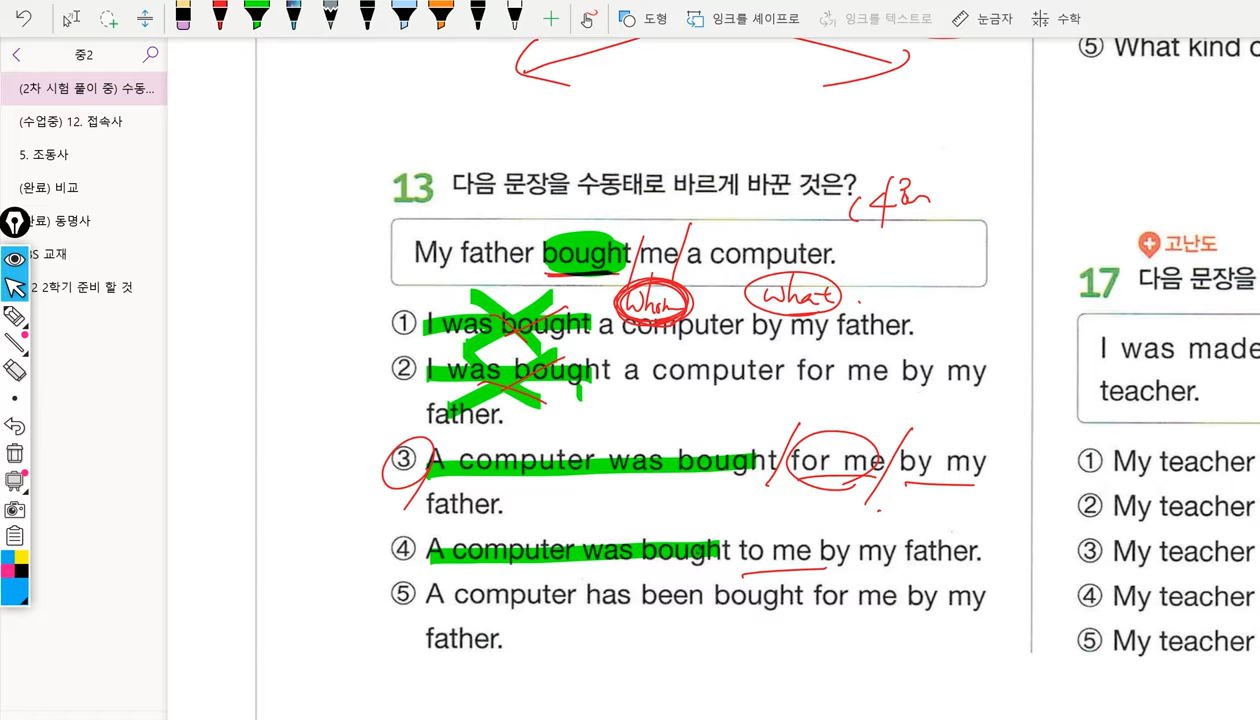 도형
잉크를 셰이프로
잉크를 텍스트로
눈금자
수학
중2
(2차 시험 풀이 중) 수동...
(수업중) 12. 접속사
5. 조동사
(완료) 비교
완료) 동명사
교재
2학기 준비 할 것
⑤ What kind
13 다음 문장을 수동태로 바르게 바꾼 것은?
My father bought me a computer.
whom
what
① I was bought a computer by my father.
② I was bought a computer for me by my
father.
③ A computer was bought for me by my
father.
④ A computer was bought to me by my father.
⑤ A computer has been bought for me by my
father.
고난도
17 다음 문장을
I was made
teacher.
① My teacher
② My teacher
③ My teacher
④ My teacher
⑤ My teacher